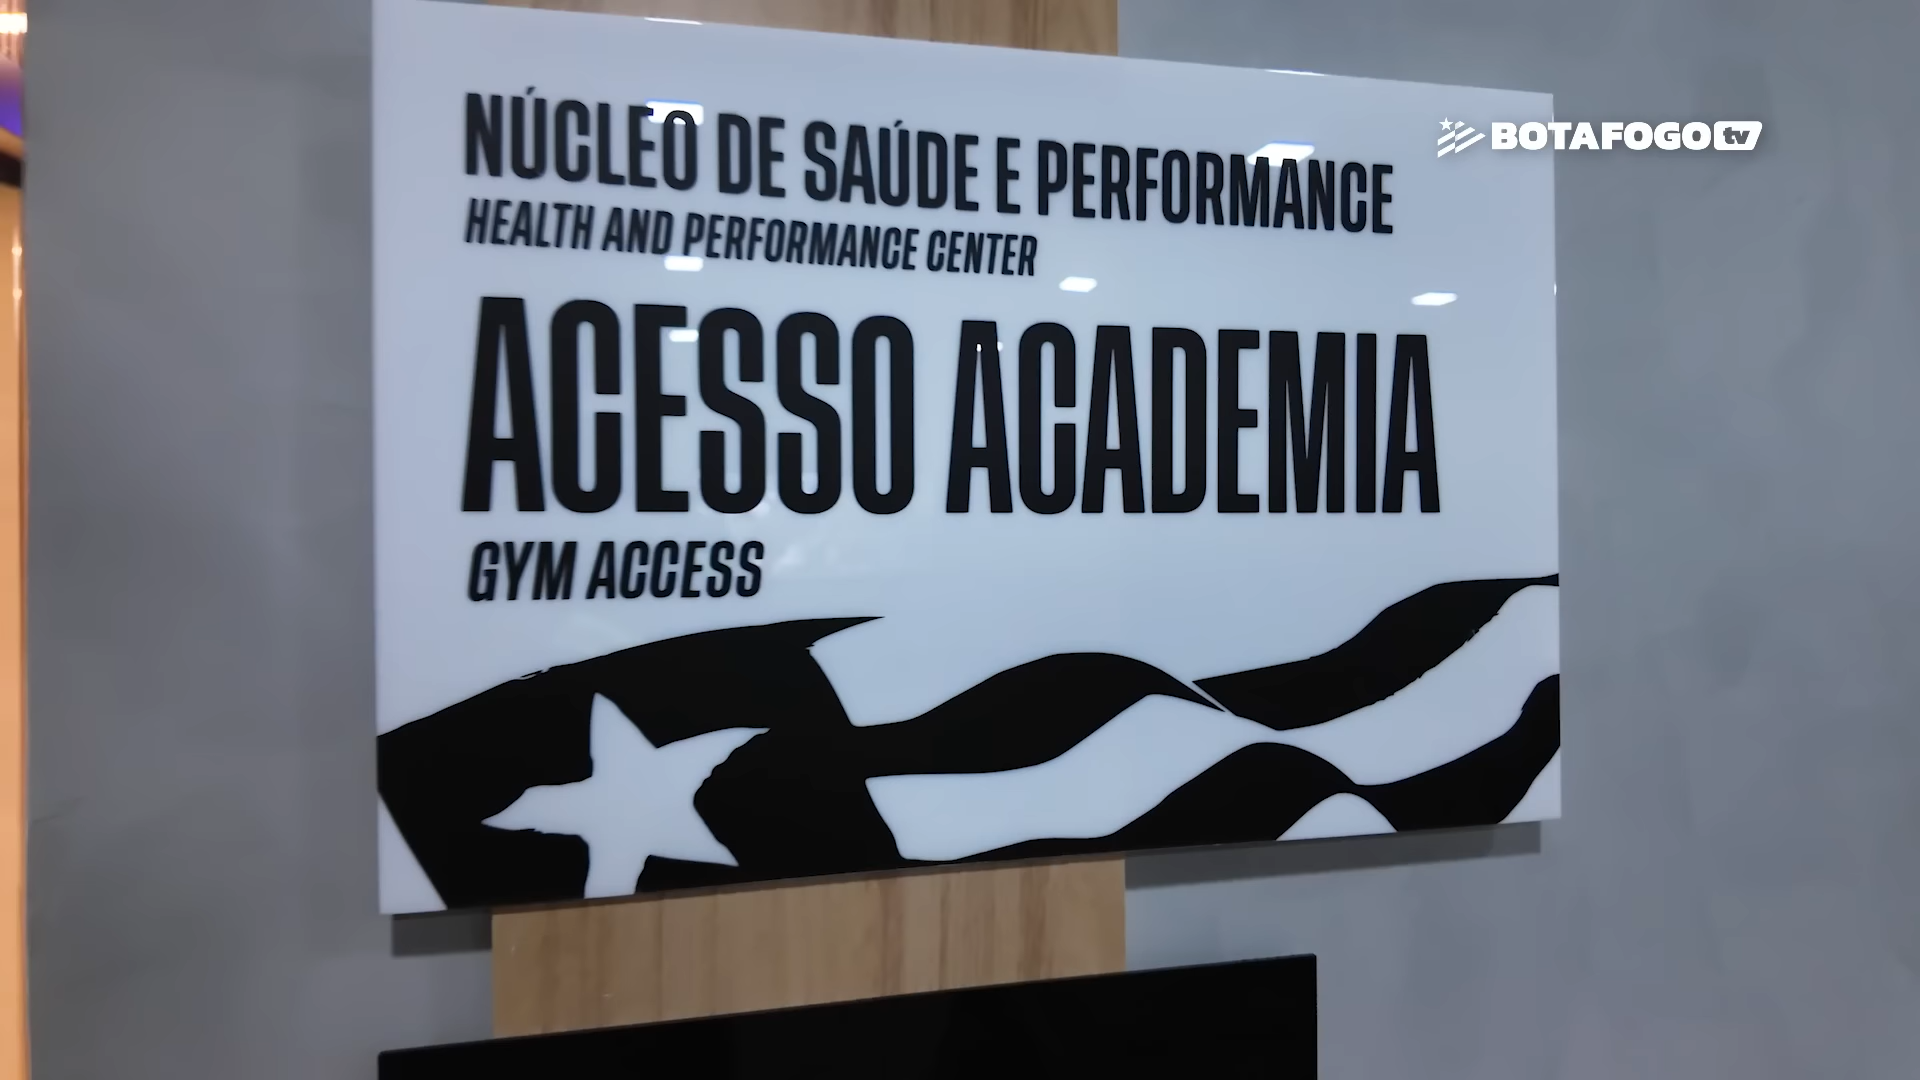 NÚCLEO DE SAÚDE E PERFORMANCE
HEALTH AND PERFORMANCE CENTER
ACESSO ACADEMIA
GYM ACCESS
BOTAFOGO tv